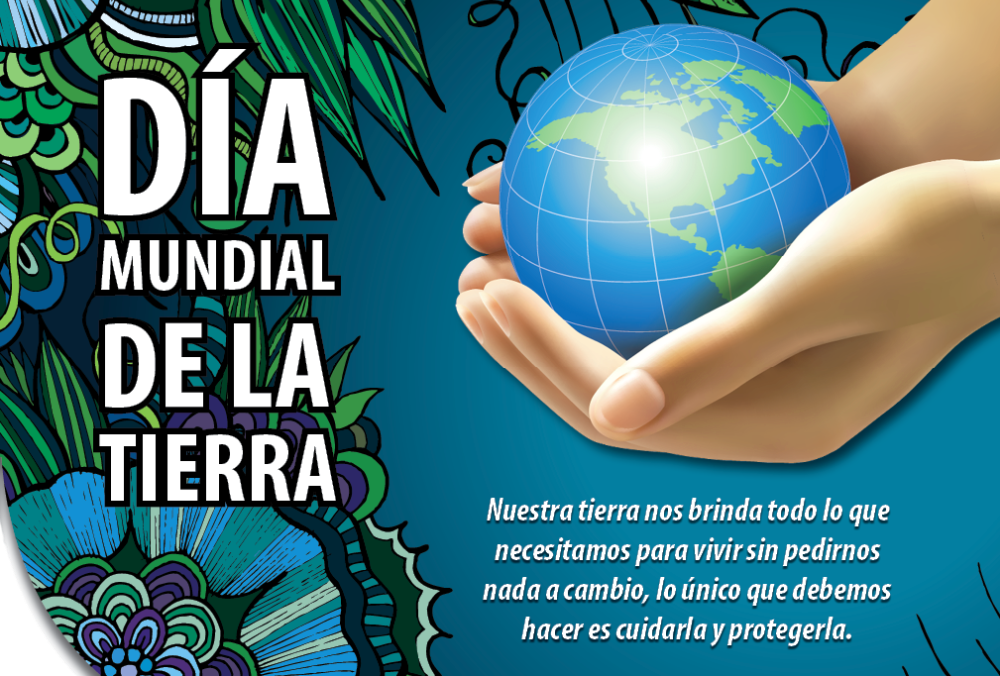 DÍA
MUNDIAL
DE LA
TIERRA
Nuestra tierra nos brinda todo lo que
necesitamos para vivir sin pedirnos
nada a cambio, lo único que debemos
hacer es cuidarla y protegerla.